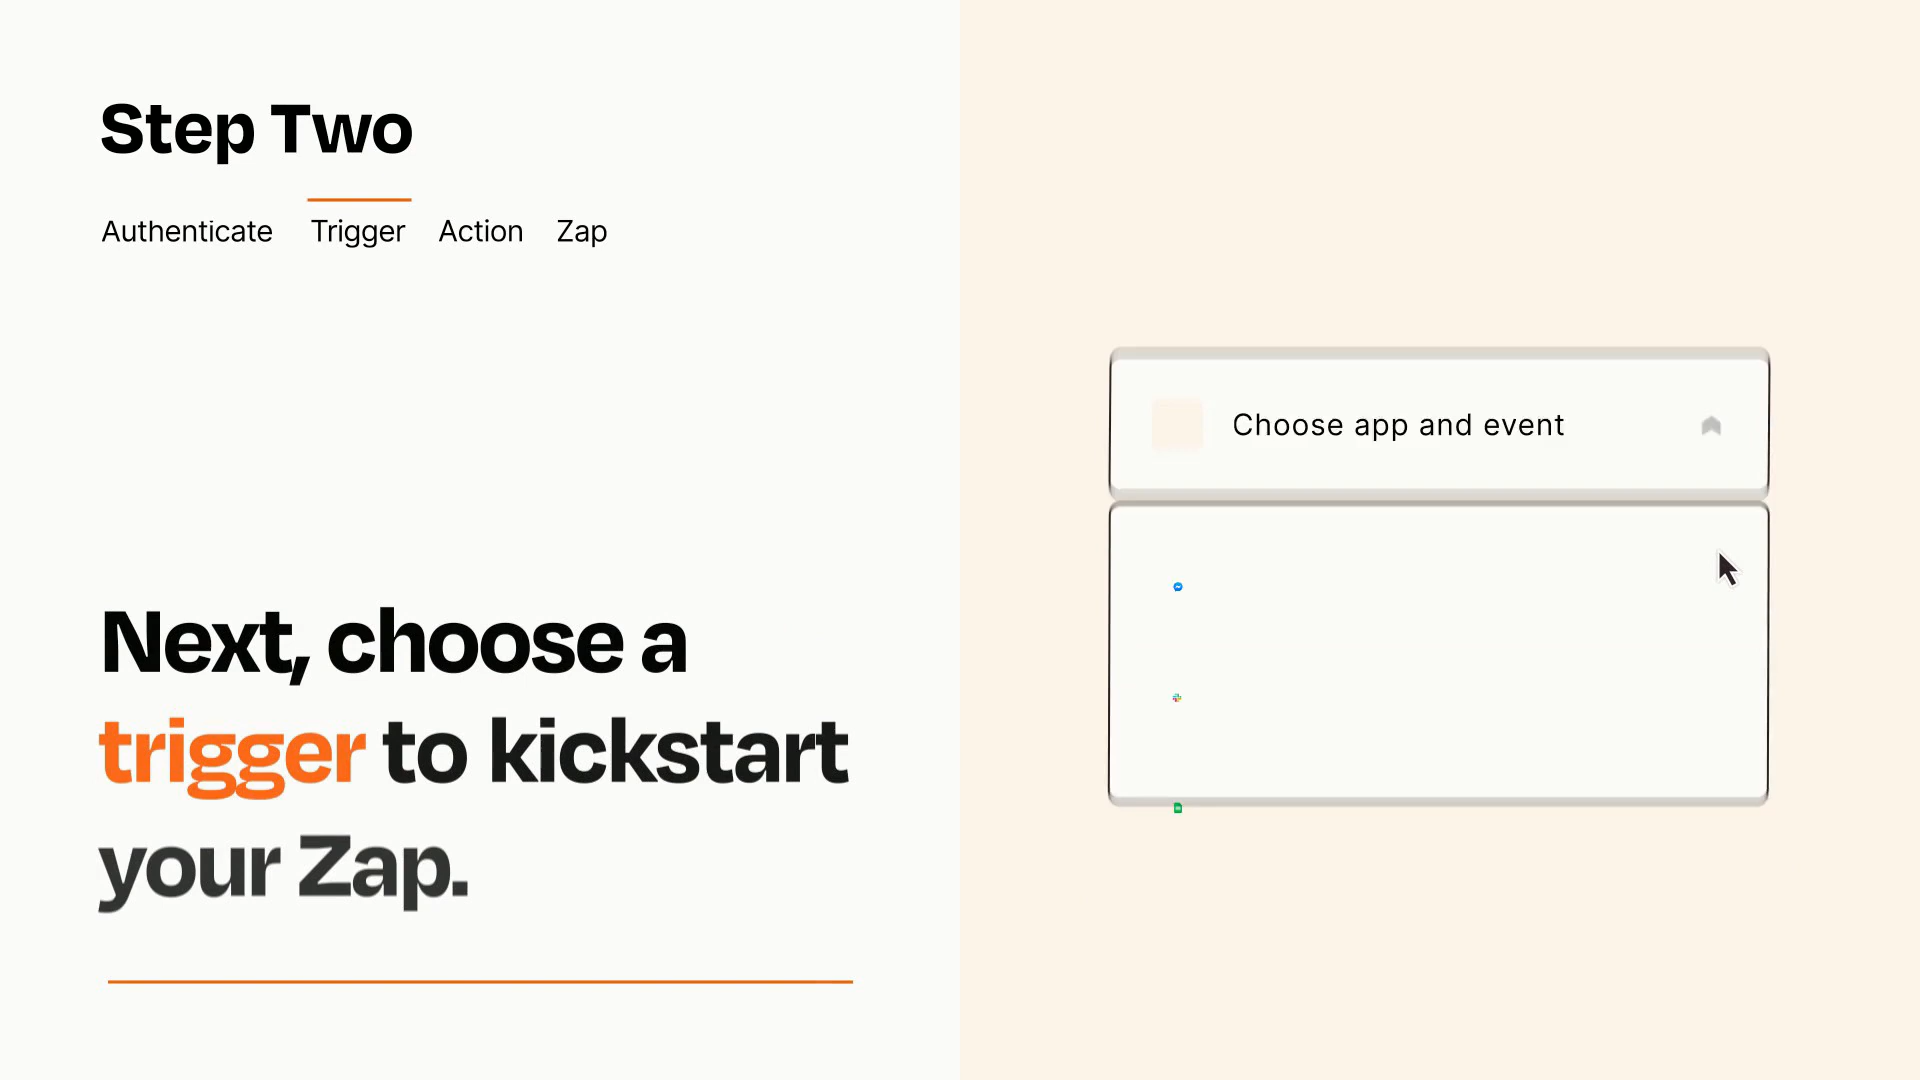 Step Two
Authenticate Trigger Action Zap
Next, choose a
trigger to kickstart
your Zap.
Choose app and event